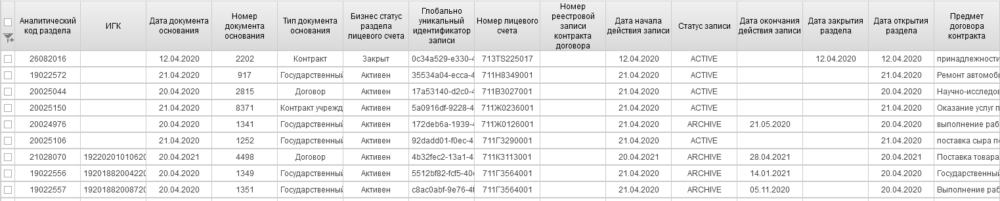 Аналитический код раздела | ИГК | Дата документа основания | Номер документа основания | Тип документа основания | Бизнес статус раздела лицевого счета | Глобально уникальный идентификатор записи | Номер лицевого счета | Номер реестровой записи контракта договора | Дата начала действия записи | Статус записи | Дата окончания действия записи | Дата закрытия раздела | Дата открытия раздела | Предмет договора контракта
26082016 | | 12.04.2020 | 2202 | Контракт | Закрыт | 0c34a529-e330-4 | 713TS225017 | | 12.04.2020 | ACTIVE | | 12.04.2020 | 12.04.2020 | принадлежности
19022572 | | 21.04.2020 | 917 | Государственный | Активен | 35534a04-ecca-4 | 711Н8349001 | | 21.04.2020 | ACTIVE | | | 21.04.2020 | Ремонт автомоби
20025044 | | 20.04.2020 | 2815 | Договор | Активен | 17a53140-d2c0-4 | 711В3027001 | | 21.04.2020 | ACTIVE | | | 20.04.2020 | Научно-исследов
20025150 | | 21.04.2020 | 8371 | Контракт учрежд | Активен | 5a0916df-9228-4 | 711Ж0236001 | | 21.04.2020 | ACTIVE | | | 21.04.2020 | Оказание услуг п
20024976 | | 20.04.2020 | 1341 | Государственный | Активен | 172deb6a-1939-4 | 711Ж0126001 | | 20.04.2020 | ARCHIVE | 21.05.2020 | | 20.04.2020 | выполнение раб
20025106 | | 21.04.2020 | 1252 | Государственный | Активен | 92dadd01-f0ec-4 | 711Г3290001 | | 21.04.2020 | ACTIVE | | | 21.04.2020 | поставка сыра п
21028070 | 19220201010620 | 20.04.2021 | 4498 | Договор | Активен | 4b32fec2-13a1-4 | 711К3113001 | | 20.04.2021 | ARCHIVE | 28.04.2021 | | 20.04.2021 | Поставка товара
19022556 | 19201882004220 | 20.04.2020 | 1349 | Государственный | Активен | 5512bf82-fcf5-40 | 711Г3564001 | | 21.04.2020 | ARCHIVE | 14.01.2021 | | 20.04.2020 | Государственный
19022557 | 19201882008720 | 20.04.2020 | 1351 | Государственный | Активен | c8ac0abf-9e76-4 | 711Г3564001 | | 21.04.2020 | ARCHIVE | 05.11.2020 | | 20.04.2020 | Выполнение раб